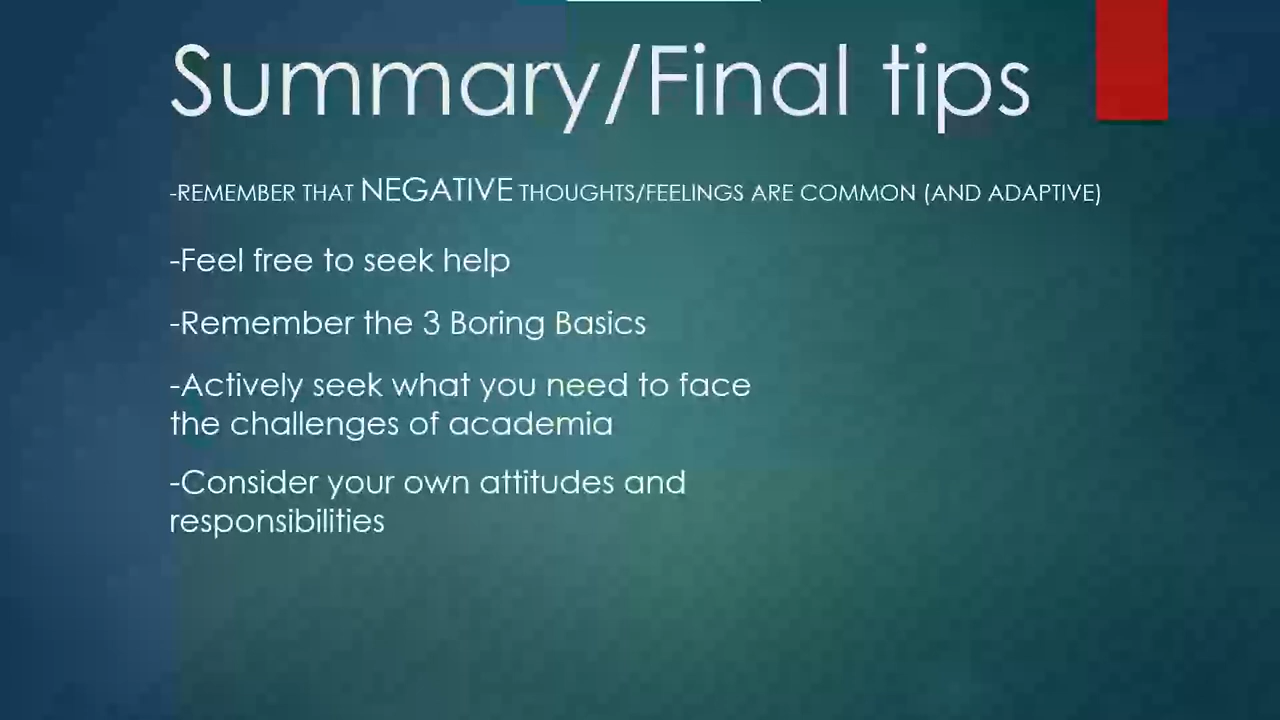 Summary/Final tips
-REMEMBER THAT NEGATIVE THOUGHTS/FEELINGS ARE COMMON (AND ADAPTIVE)
-Feel free to seek help
-Remember the 3 Boring Basics
-Actively seek what you need to face
the challenges of academia
-Consider your own attitudes and
responsibilities